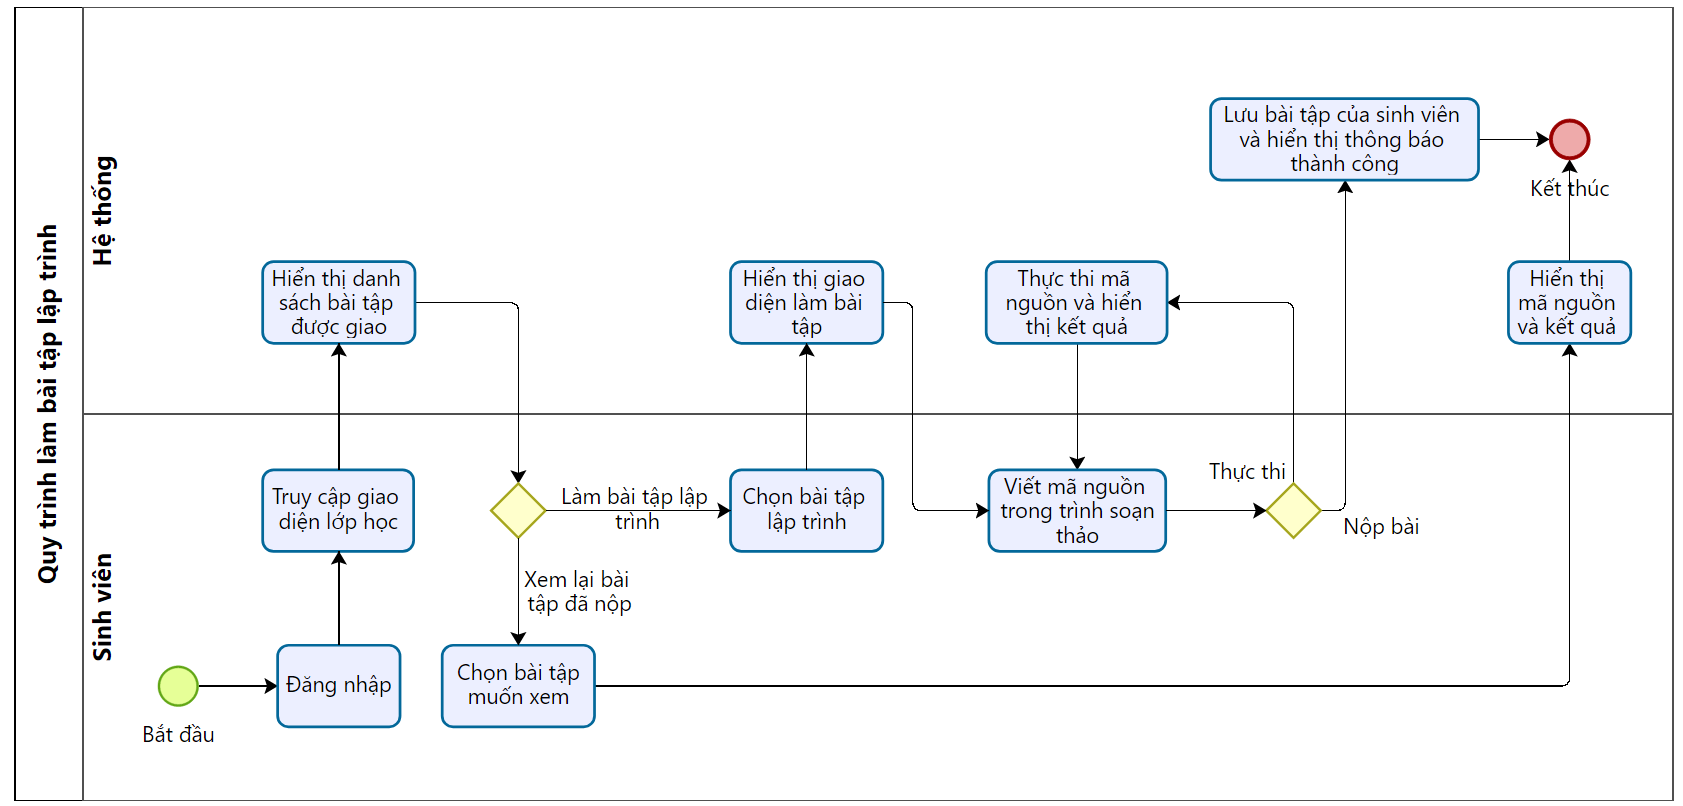 Quy trình làm bài tập lập trình
Hệ thống
Lưu bài tập của sinh viên
và hiển thị thông báo
thành công
Kết thúc
Hiển thị danh
sách bài tập
được giao
Hiển thị giao
diện làm bài
tập
Thực thi mã
nguồn và hiển
thị kết quả
Hiển thị
mã nguồn
và kết quả
Sinh viên
Truy cập giao
diện lớp học
Làm bài tập lập
trình
Chọn bài tập
lập trình
Viết mã nguồn
trong trình soạn
thảo
Thực thi
Nộp bài
Xem lại bài
tập đã nộp
Đăng nhập
Chọn bài tập
muốn xem
Bắt đầu